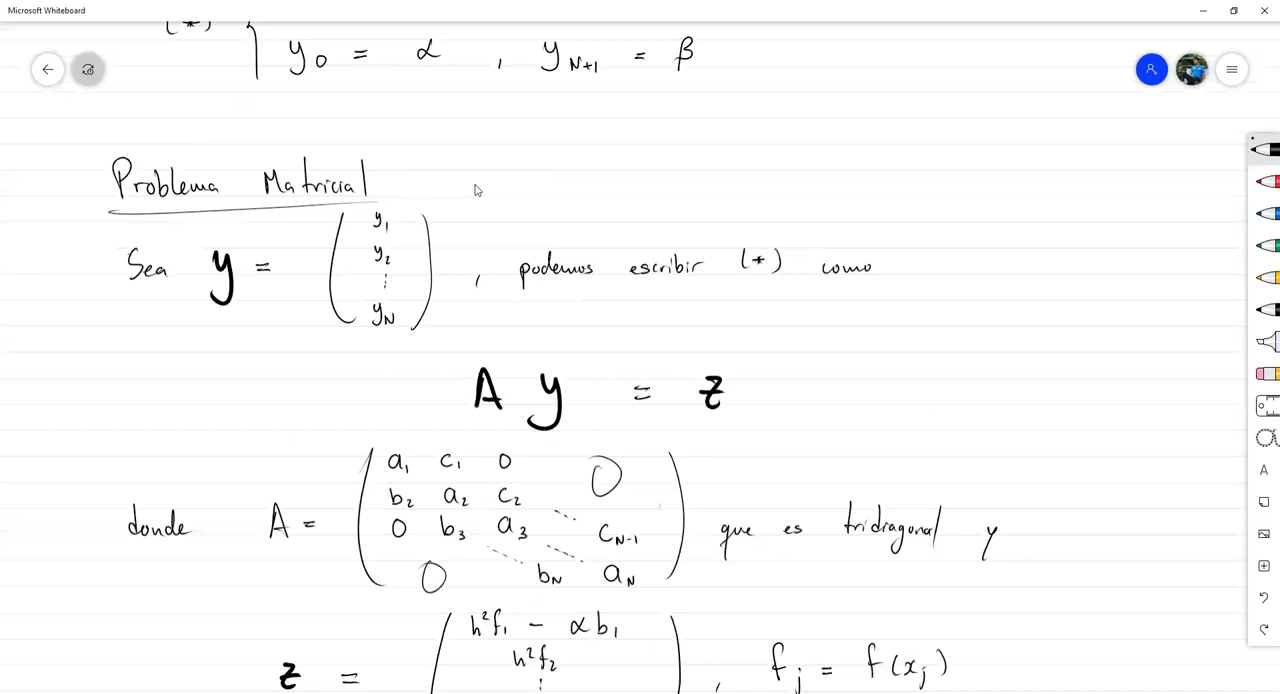 Microsoft Whiteboard
(*) { y₀ = α , y_{N+1} = β
Problema Matricial
Sea y = ( y₁ y₂ ⋮ y_N ) , podemos escribir (*) como
A y = z
donde A = ( a₁ c₁ 0 0
b₂ a₂ c₂ ⋱
0 b₃ a₃ c_{N-1}
0 ⋱ ⋱ b_N a_N ) que es tridiagonal y
z = ( h²f₁ - αb₁
h²f₂
⋮ , f_j = f(x_j)
A